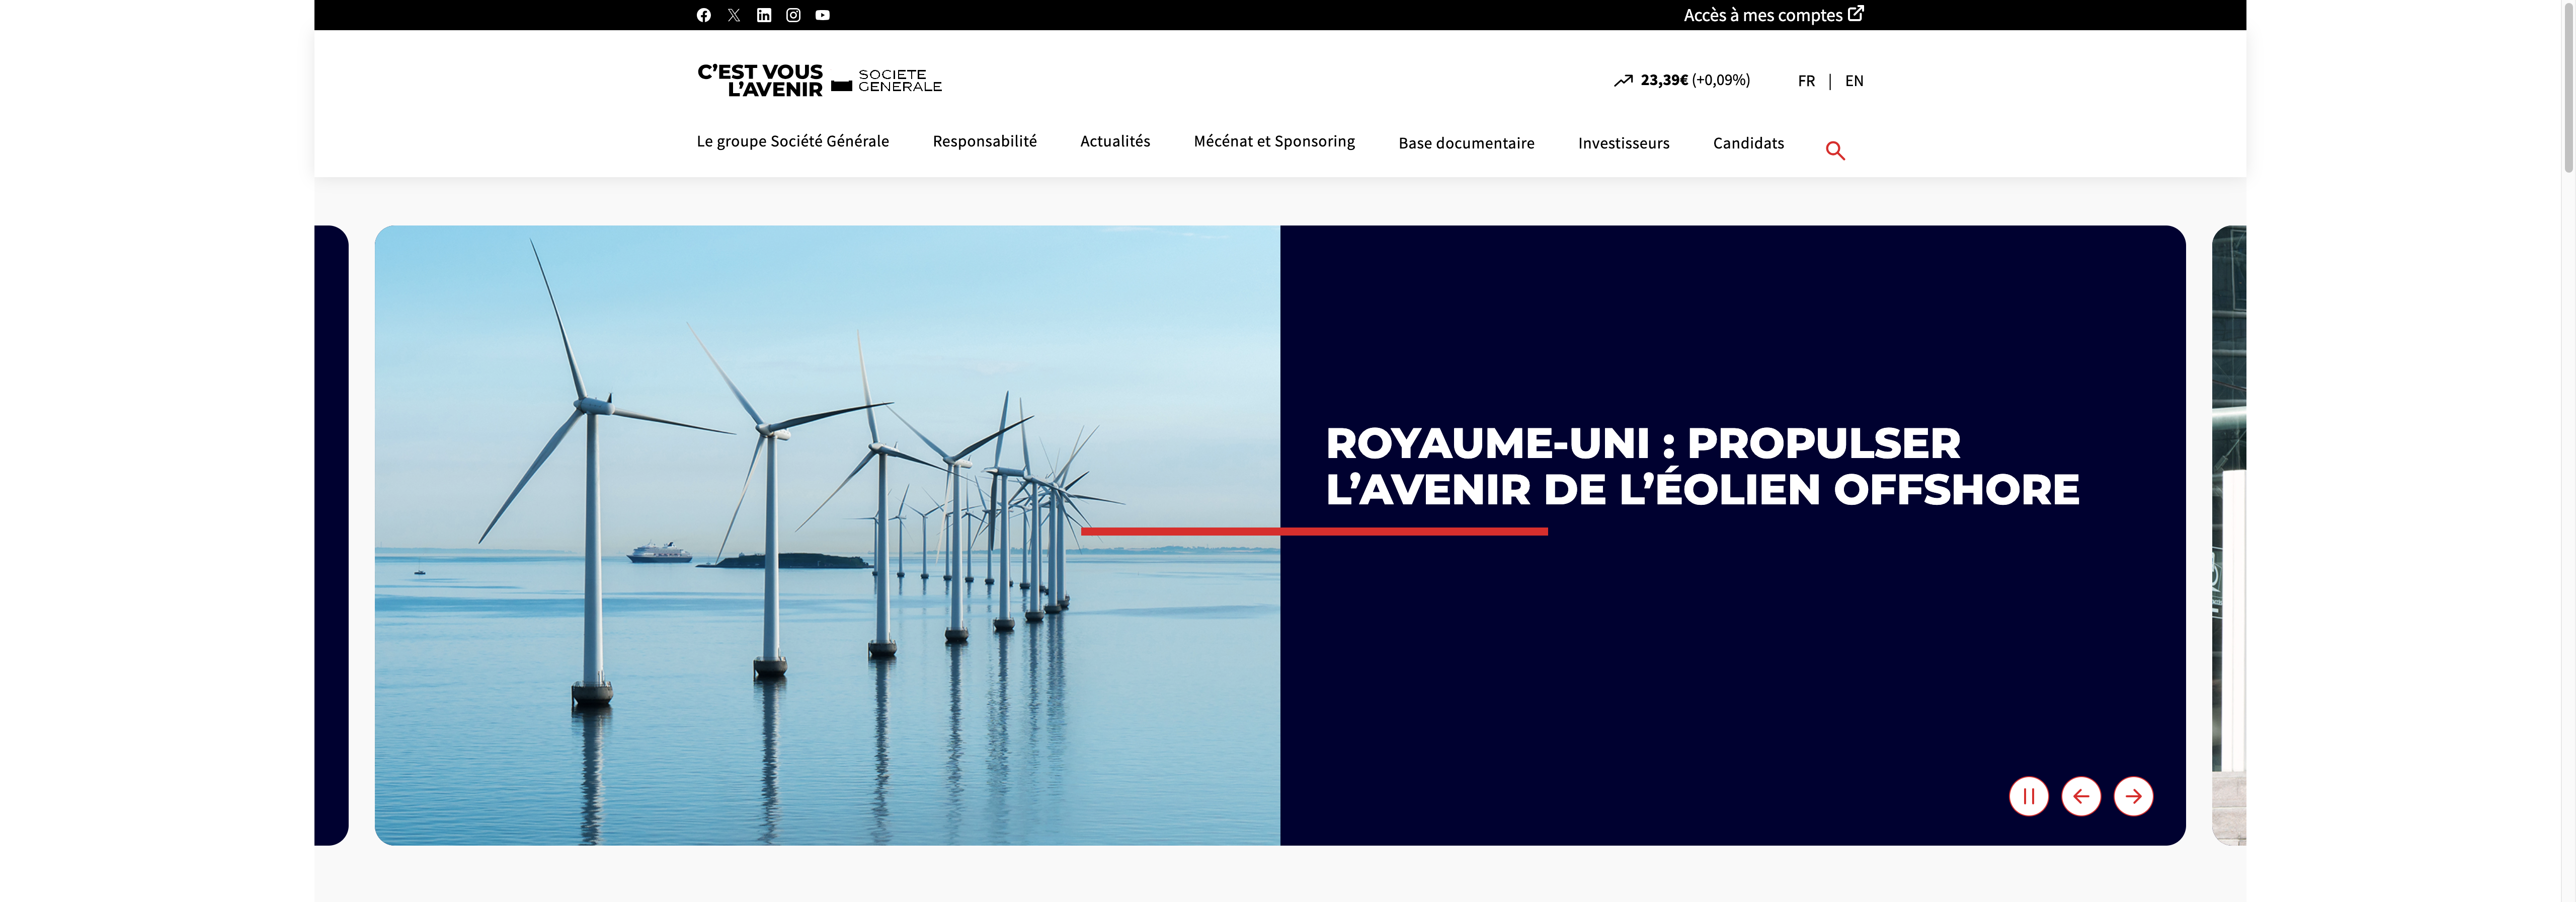 Accès à mes comptes
C'EST VOUS
L'AVENIR
SOCIETE
GENERALE
23,39€ (+0,09%)
FR | EN
Le groupe Société Générale
Responsabilité
Actualités
Mécénat et Sponsoring
Base documentaire
Investisseurs
Candidats
ROYAUME-UNI : PROPULSER
L'AVENIR DE L'ÉOLIEN OFFSHORE